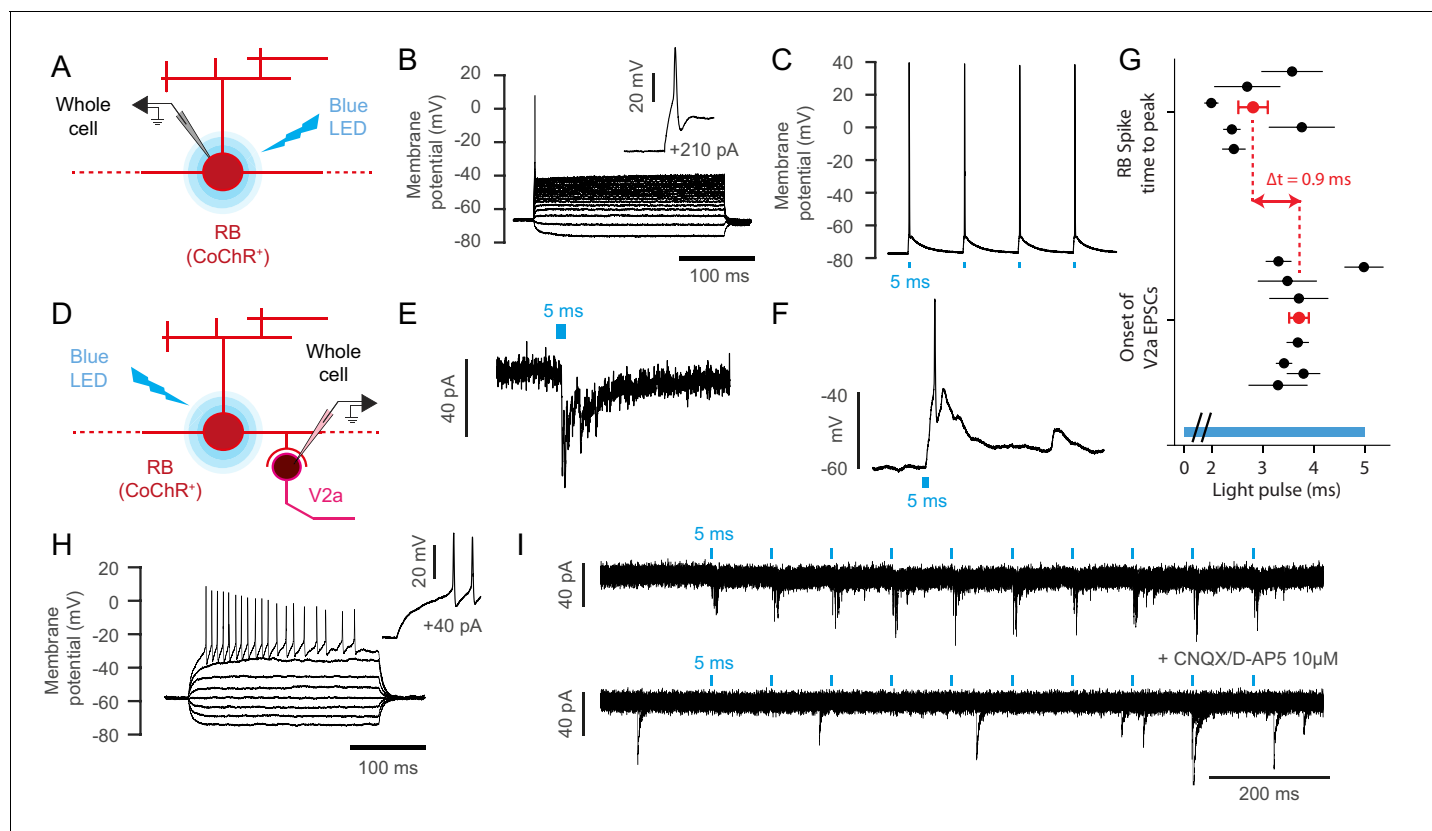 A
Whole
cell
Blue
LED
RB
(CoChR⁺)
B
Membrane
potential (mV)
20
0
-20
-40
-60
-80
20 mV
+210 pA
100 ms
C
Membrane
potential (mV)
40
20
0
-20
-40
-60
-80
5 ms
G
RB Spike
time to peak
Δt = 0.9 ms
Onset of
V2a EPSCs
0
2
3
4
5
Light pulse (ms)
D
Blue
LED
Whole
cell
RB
(CoChR⁺)
V2a
E
5 ms
40 pA
F
-40
mV
-60
5 ms
H
Membrane
potential (mV)
20
0
-20
-40
-60
-80
20 mV
+40 pA
100 ms
I
5 ms
40 pA
+ CNQX/D-AP5 10µM
5 ms
40 pA
200 ms